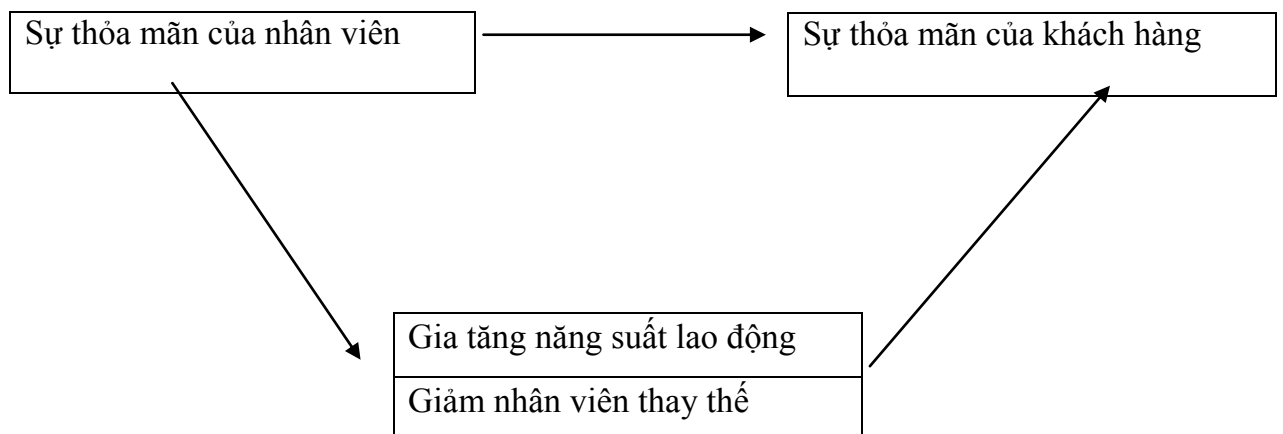 Sự thỏa mãn của nhân viên
Sự thỏa mãn của khách hàng
Gia tăng năng suất lao động
Giảm nhân viên thay thế